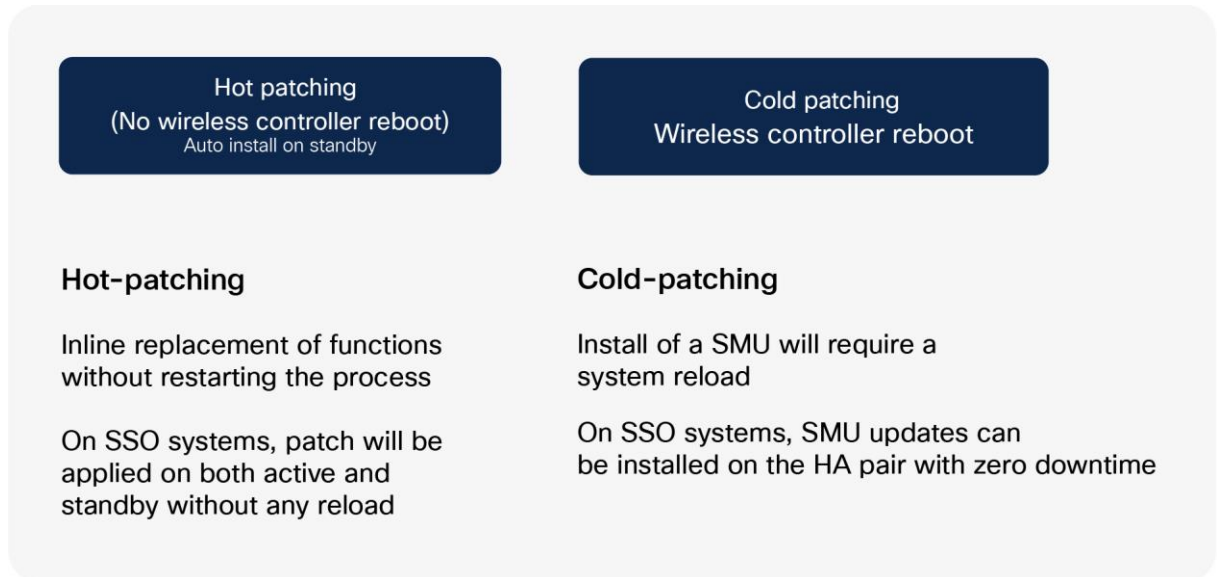 Hot patching
(No wireless controller reboot)
Auto install on standby
Cold patching
Wireless controller reboot
Hot-patching
Inline replacement of functions
without restarting the process
On SSO systems, patch will be
applied on both active and
standby without any reload
Cold-patching
Install of a SMU will require a
system reload
On SSO systems, SMU updates can
be installed on the HA pair with zero downtime